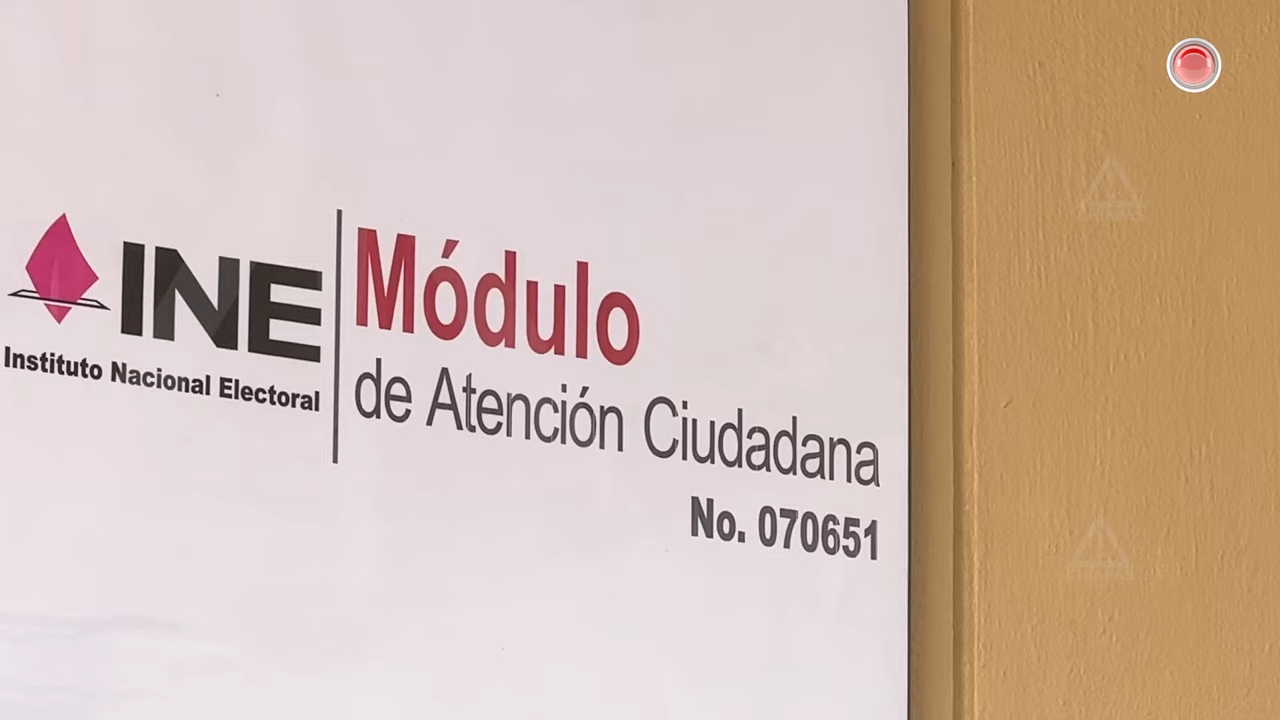 INE
Instituto Nacional Electoral
Módulo
de Atención Ciudadana
No. 070651